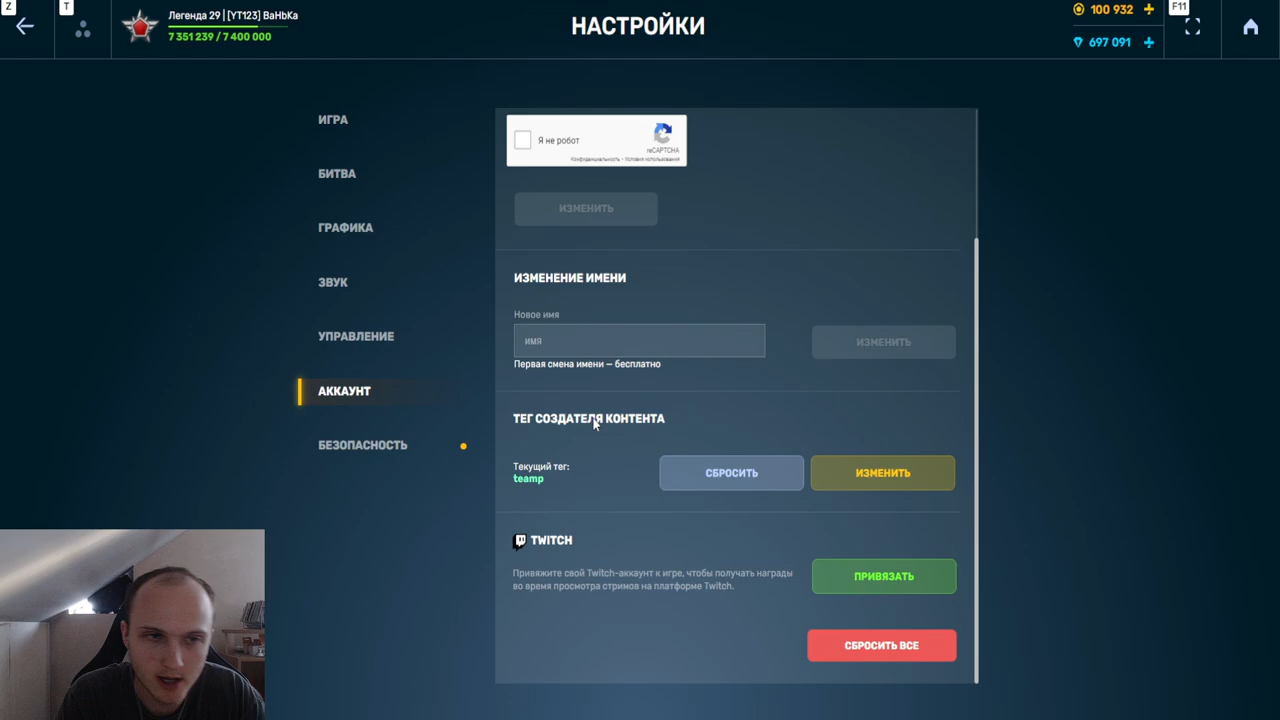 Z
T
Легенда 29 | [YT123] BaHbKa
7 351 239 / 7 400 000
НАСТРОЙКИ
100 932 +
697 091 +
F11
ИГРА
БИТВА
ГРАФИКА
ЗВУК
УПРАВЛЕНИЕ
АККАУНТ
БЕЗОПАСНОСТЬ
Я не робот
reCAPTCHA
Конфиденциальность - Условия использования
ИЗМЕНИТЬ
ИЗМЕНЕНИЕ ИМЕНИ
Новое имя
имя
ИЗМЕНИТЬ
Первая смена имени — бесплатно
ТЕГ СОЗДАТЕЛЯ КОНТЕНТА
Текущий тег:
teamp
СБРОСИТЬ
ИЗМЕНИТЬ
TWITCH
Привяжите свой Twitch-аккаунт к игре, чтобы получать награды
во время просмотра стримов на платформе Twitch.
ПРИВЯЗАТЬ
СБРОСИТЬ ВСЕ